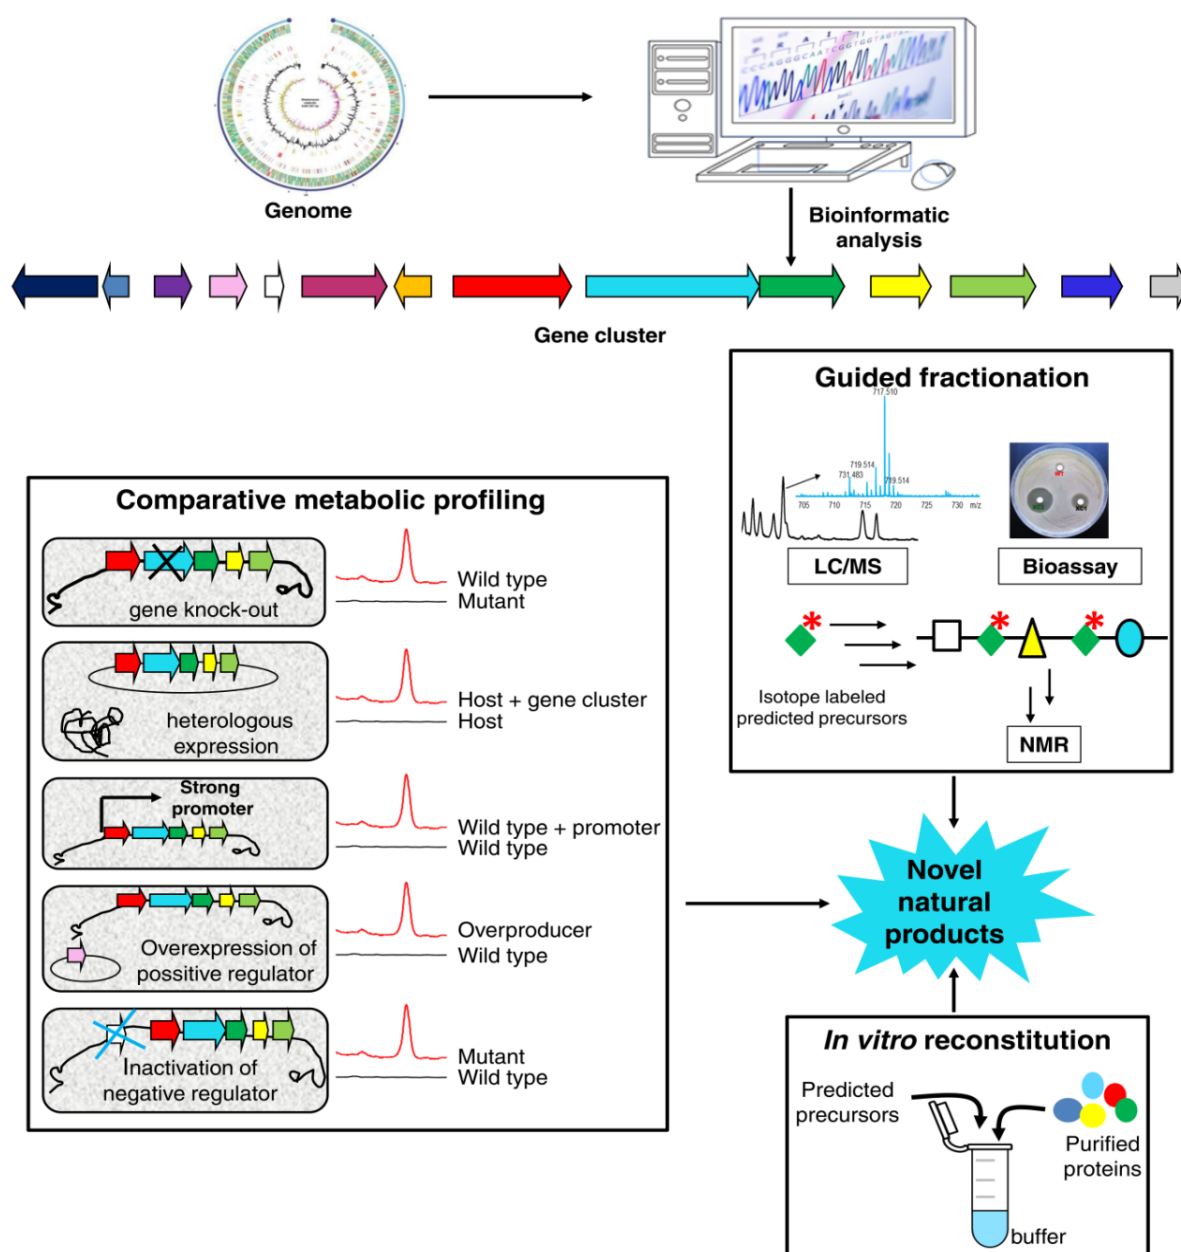 Genome
P R A I
CCCAGGGCAATCGGTGGTAGTA
Bioinformatic
analysis
Gene cluster
Guided fractionation
717.510
719.514
731.483
719.514
705 710 715 720 725 730 m/z
LC/MS
Bioassay
Isotope labeled
predicted precursors
NMR
Comparative metabolic profiling
gene knock-out
Wild type
Mutant
heterologous
expression
Host + gene cluster
Host
Strong
promoter
Wild type + promoter
Wild type
Overexpression of
possitive regulator
Overproducer
Wild type
Inactivation of
negative regulator
Mutant
Wild type
Novel
natural
products
In vitro reconstitution
Predicted
precursors
Purified
proteins
buffer